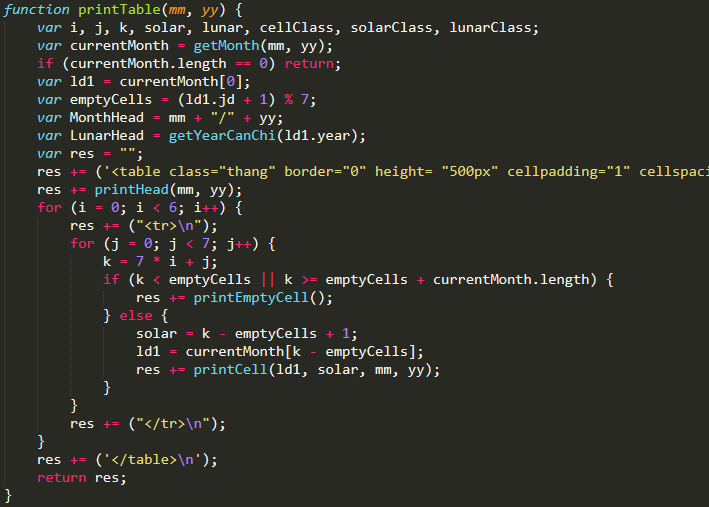 function printTable(mm, yy) {
    var i, j, k, solar, lunar, cellClass, solarClass, lunarClass;
    var currentMonth = getMonth(mm, yy);
    if (currentMonth.length == 0) return;
    var ld1 = currentMonth[0];
    var emptyCells = (ld1.jd + 1) % 7;
    var MonthHead = mm + "/" + yy;
    var LunarHead = getYearCanChi(ld1.year);
    var res = "";
    res += ('<table class="thang" border="0" height= "500px" cellpadding="1" cellspaci
    res += printHead(mm, yy);
    for (i = 0; i < 6; i++) {
        res += ("<tr>\n");
        for (j = 0; j < 7; j++) {
            k = 7 * i + j;
            if (k < emptyCells || k >= emptyCells + currentMonth.length) {
                res += printEmptyCell();
            } else {
                solar = k - emptyCells + 1;
                ld1 = currentMonth[k - emptyCells];
                res += printCell(ld1, solar, mm, yy);
            }
        }
        res += ("</tr>\n");
    }
    res += ('</table>\n');
    return res;
}